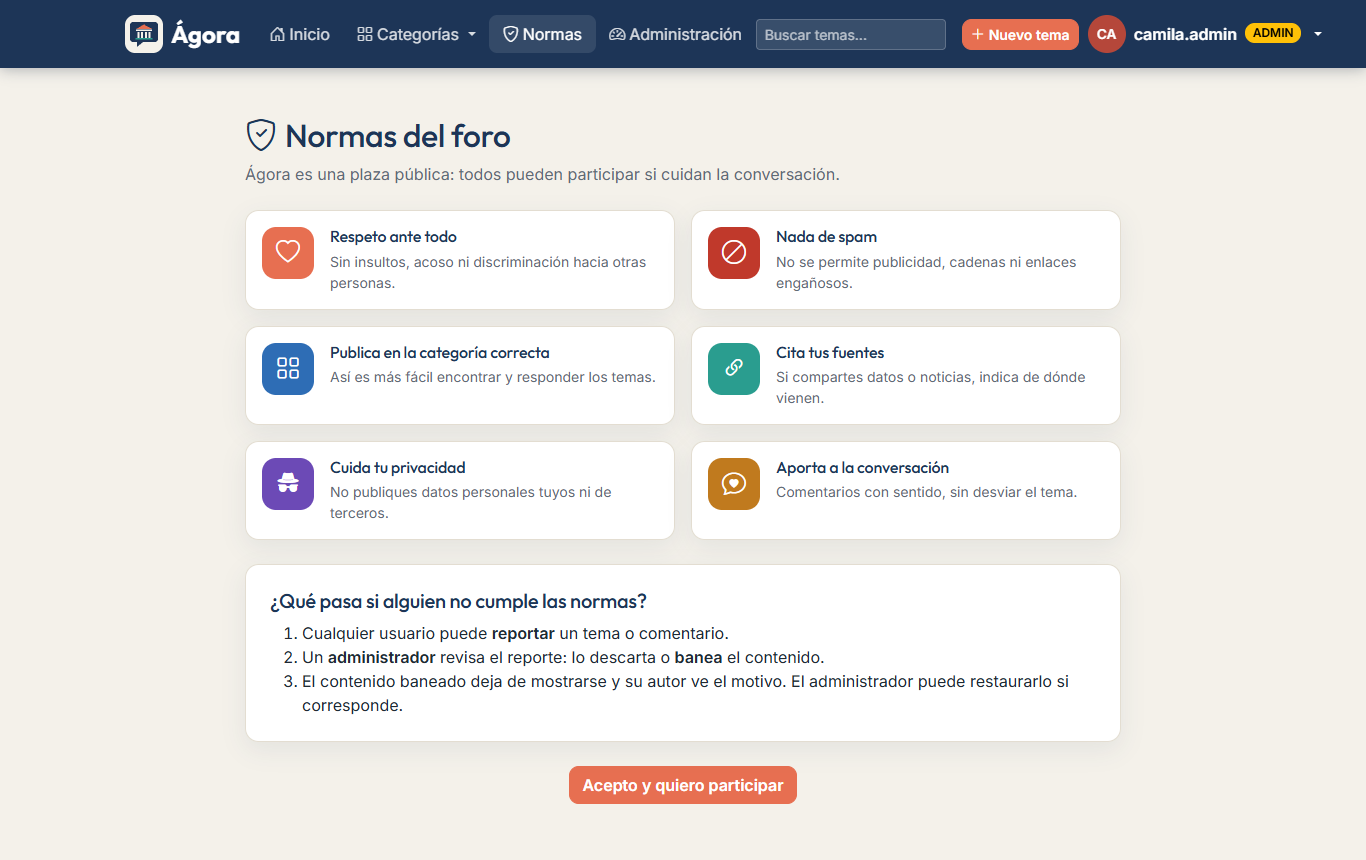 Ágora
Inicio
Categorías
Normas
Administración
Buscar temas...
+ Nuevo tema
CA
camila.admin
ADMIN
Normas del foro
Ágora es una plaza pública: todos pueden participar si cuidan la conversación.
Respeto ante todo
Sin insultos, acoso ni discriminación hacia otras
personas.
Nada de spam
No se permite publicidad, cadenas ni enlaces
engañosos.
Publica en la categoría correcta
Así es más fácil encontrar y responder los temas.
Cita tus fuentes
Si compartes datos o noticias, indica de dónde
vienen.
Cuida tu privacidad
No publiques datos personales tuyos ni de
terceros.
Aporta a la conversación
Comentarios con sentido, sin desviar el tema.
¿Qué pasa si alguien no cumple las normas?
1. Cualquier usuario puede reportar un tema o comentario.
2. Un administrador revisa el reporte: lo descarta o banea el contenido.
3. El contenido baneado deja de mostrarse y su autor ve el motivo. El administrador puede restaurarlo si
corresponde.
Acepto y quiero participar